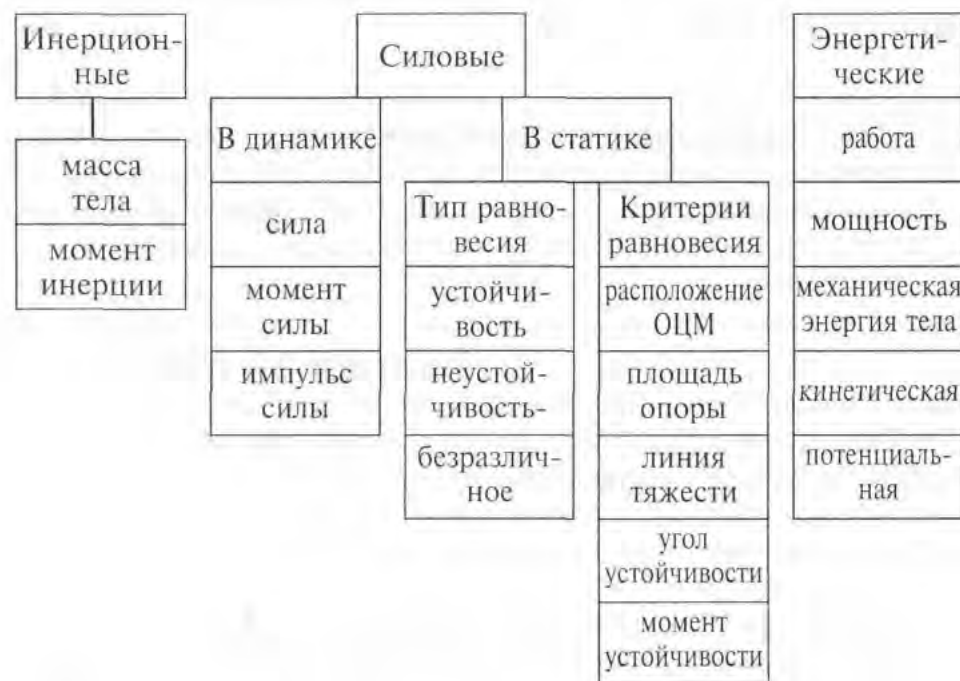 Инерцион-
ные
масса
тела
момент
инерции
Силовые
В динамике
сила
момент
силы
импульс
силы
В статике
Тип равно-
весия
устойчи-
вость
неустой-
чивость-
безразлич-
ное
Критерии
равновесия
расположение
ОЦМ
площадь
опоры
линия
тяжести
угол
устойчивости
момент
устойчивости
Энергети-
ческие
работа
мощность
механическая
энергия тела
кинетическая
потенциаль-
ная